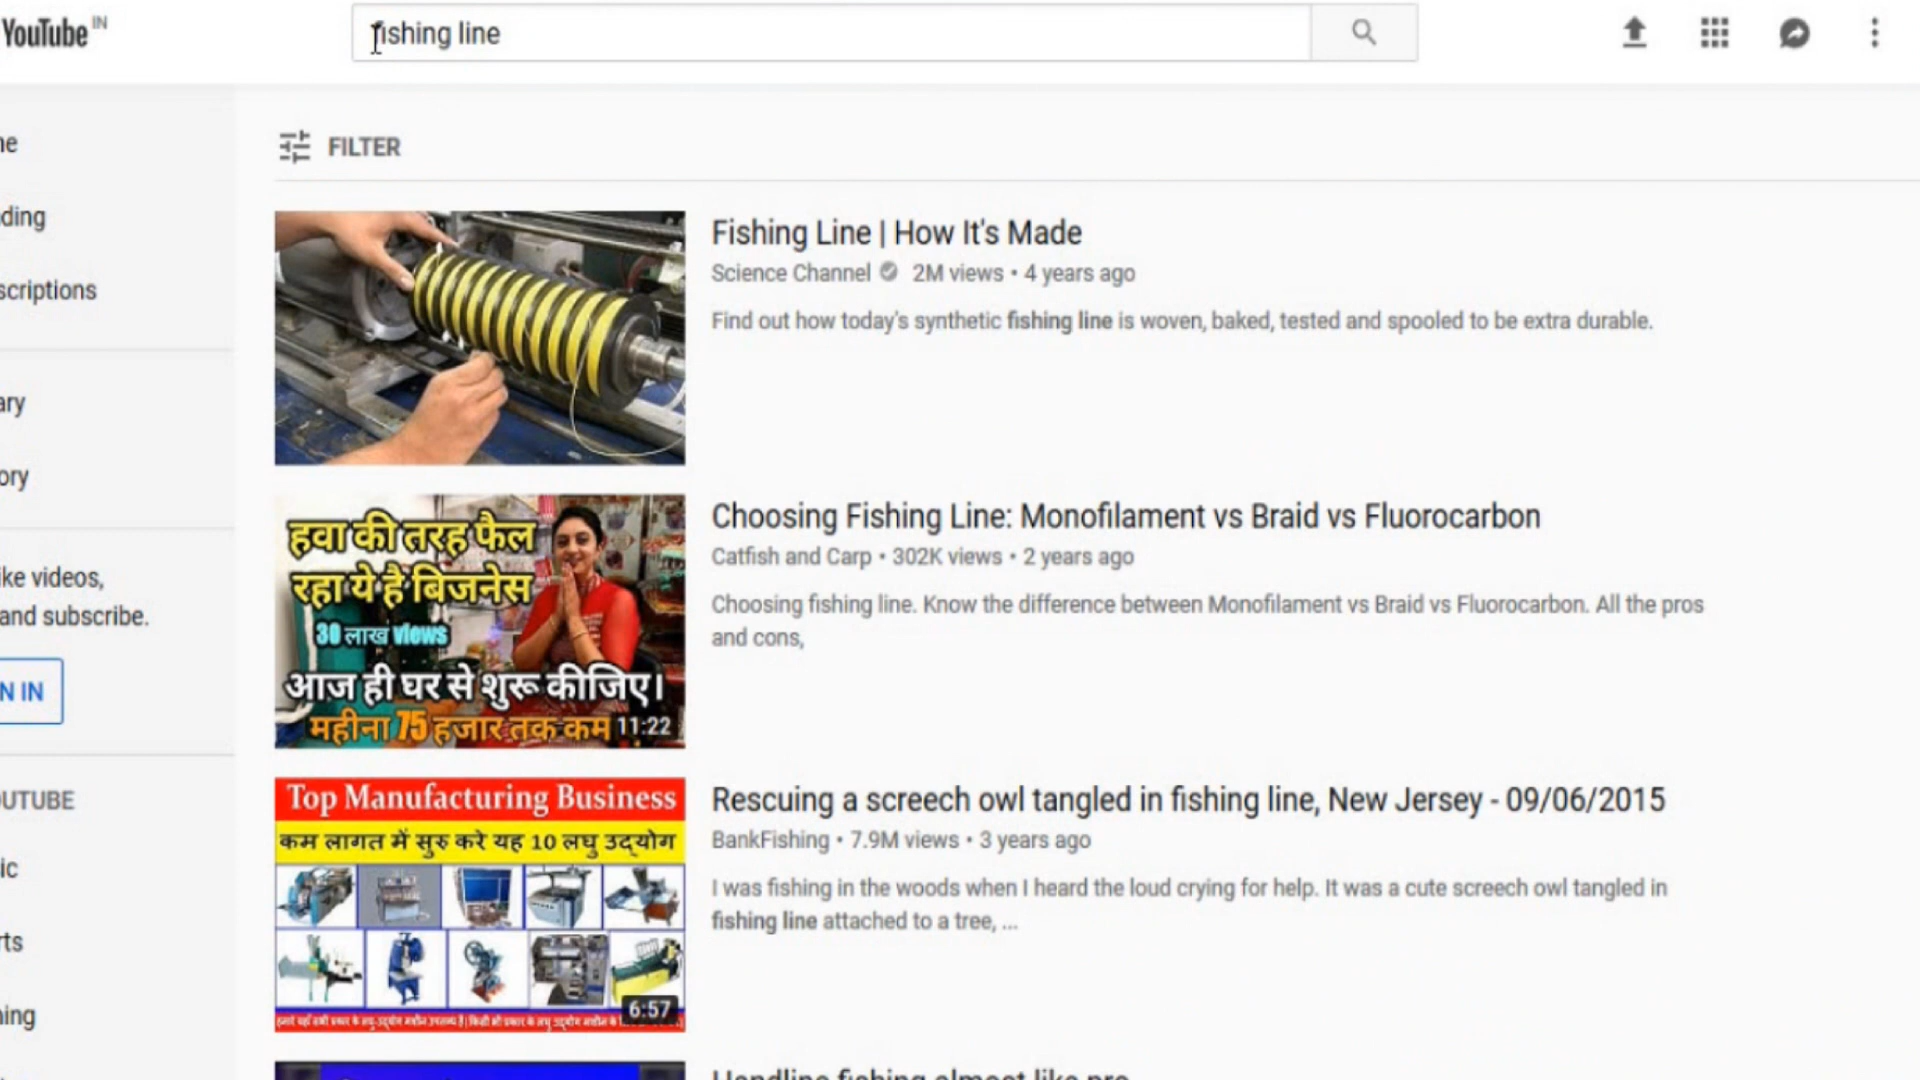 YouTube IN
fishing line
FILTER
ding
scriptions
ary
ory
ke videos,
and subscribe.
N IN
OUTUBE
ic
rts
ing
Fishing Line | How It's Made
Science Channel 2M views • 4 years ago
Find out how today's synthetic fishing line is woven, baked, tested and spooled to be extra durable.
हवा की तरह फैल
रहा ये है बिजनेस
30 लाख views
आज ही घर से शुरू कीजिए।
महीना 75 हजार तक कम
11:22
Choosing Fishing Line: Monofilament vs Braid vs Fluorocarbon
Catfish and Carp • 302K views • 2 years ago
Choosing fishing line. Know the difference between Monofilament vs Braid vs Fluorocarbon. All the pros
and cons,
Top Manufacturing Business
कम लागत में सुरु करे यह 10 लघु उद्योग
6:57
Rescuing a screech owl tangled in fishing line, New Jersey - 09/06/2015
BankFishing • 7.9M views • 3 years ago
I was fishing in the woods when I heard the loud crying for help. It was a cute screech owl tangled in
fishing line attached to a tree, ...
Handline fishing almost like pro